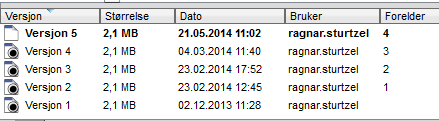 Versjon Størrelse Dato Bruker Forelder
Versjon 5 2,1 MB 21.05.2014 11:02 ragnar.sturtzel 4
Versjon 4 2,1 MB 04.03.2014 11:40 ragnar.sturtzel 3
Versjon 3 2,1 MB 23.02.2014 17:52 ragnar.sturtzel 2
Versjon 2 2,1 MB 23.02.2014 12:45 ragnar.sturtzel 1
Versjon 1 2,1 MB 02.12.2013 11:28 ragnar.sturtzel